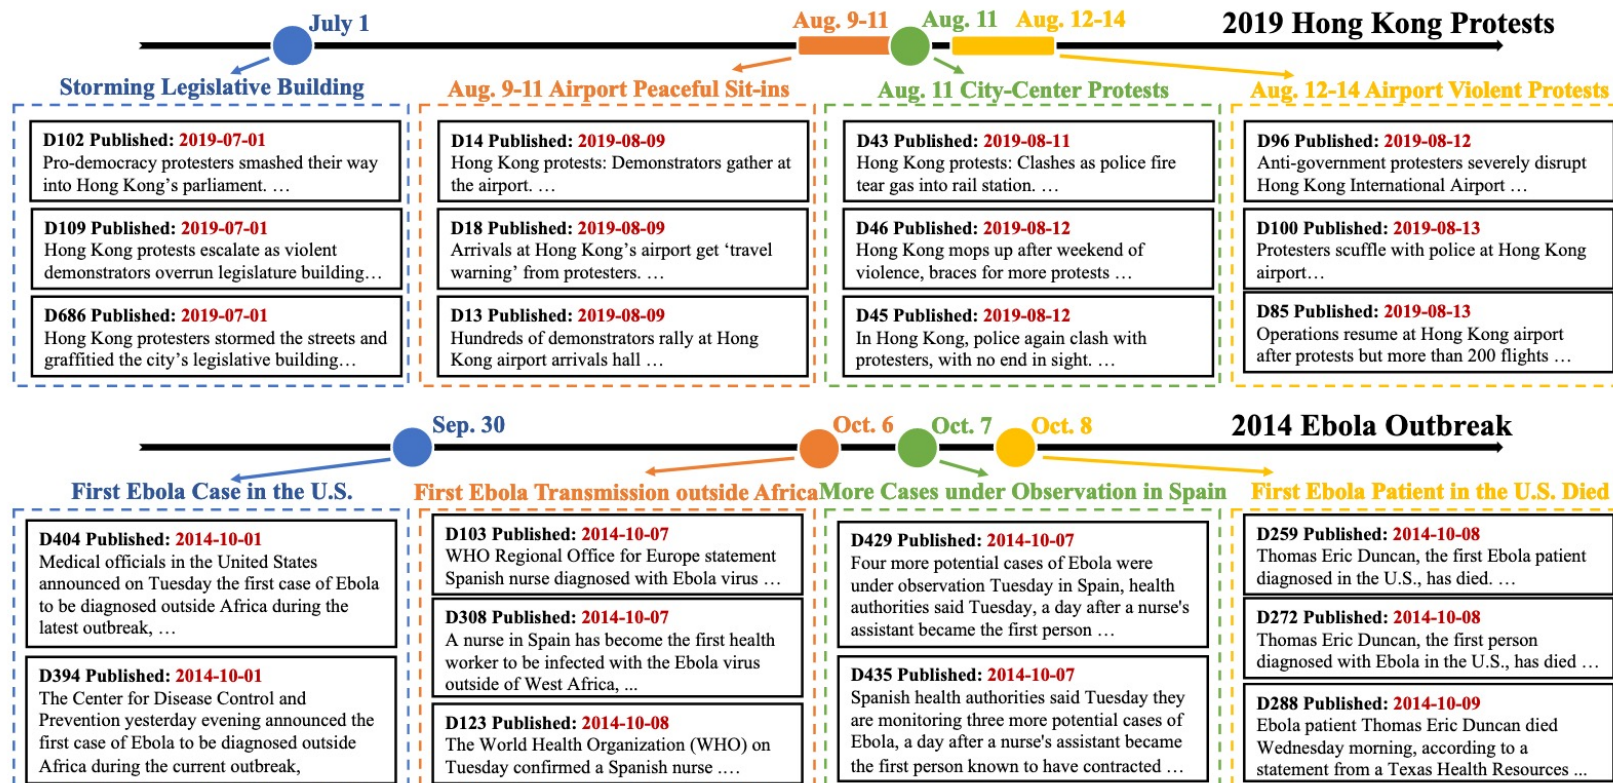 July 1
Aug. 9-11
Aug. 11
Aug. 12-14
2019 Hong Kong Protests
Storming Legislative Building
D102 Published: 2019-07-01
Pro-democracy protesters smashed their way
into Hong Kong's parliament. …
D109 Published: 2019-07-01
Hong Kong protests escalate as violent
demonstrators overrun legislature building…
D686 Published: 2019-07-01
Hong Kong protesters stormed the streets and
graffitied the city's legislative building…
Aug. 9-11 Airport Peaceful Sit-ins
D14 Published: 2019-08-09
Hong Kong protests: Demonstrators gather at
the airport. …
D18 Published: 2019-08-09
Arrivals at Hong Kong's airport get 'travel
warning' from protesters. …
D13 Published: 2019-08-09
Hundreds of demonstrators rally at Hong
Kong airport arrivals hall …
Aug. 11 City-Center Protests
D43 Published: 2019-08-11
Hong Kong protests: Clashes as police fire
tear gas into rail station. …
D46 Published: 2019-08-12
Hong Kong mops up after weekend of
violence, braces for more protests …
D45 Published: 2019-08-12
In Hong Kong, police again clash with
protesters, with no end in sight. …
Aug. 12-14 Airport Violent Protests
D96 Published: 2019-08-12
Anti-government protesters severely disrupt
Hong Kong International Airport …
D100 Published: 2019-08-13
Protesters scuffle with police at Hong Kong
airport…
D85 Published: 2019-08-13
Operations resume at Hong Kong airport
after protests but more than 200 flights …
Sep. 30
Oct. 6
Oct. 7
Oct. 8
2014 Ebola Outbreak
First Ebola Case in the U.S.
D404 Published: 2014-10-01
Medical officials in the United States
announced on Tuesday the first case of Ebola
to be diagnosed outside Africa during the
latest outbreak, …
D394 Published: 2014-10-01
The Center for Disease Control and
Prevention yesterday evening announced the
first case of Ebola to be diagnosed outside
Africa during the current outbreak,
First Ebola Transmission outside Africa
D103 Published: 2014-10-07
WHO Regional Office for Europe statement
Spanish nurse diagnosed with Ebola virus …
D308 Published: 2014-10-07
A nurse in Spain has become the first health
worker to be infected with the Ebola virus
outside of West Africa, ...
D123 Published: 2014-10-08
The World Health Organization (WHO) on
Tuesday confirmed a Spanish nurse ….
More Cases under Observation in Spain
D429 Published: 2014-10-07
Four more potential cases of Ebola were
under observation Tuesday in Spain, health
authorities said Tuesday, a day after a nurse's
assistant became the first person …
D435 Published: 2014-10-07
Spanish health authorities said Tuesday they
are monitoring three more potential cases of
Ebola, a day after a nurse's assistant became
the first person known to have contracted …
First Ebola Patient in the U.S. Died
D259 Published: 2014-10-08
Thomas Eric Duncan, the first Ebola patient
diagnosed in the U.S., has died. …
D272 Published: 2014-10-08
Thomas Eric Duncan, the first person
diagnosed with Ebola in the U.S., has died …
D288 Published: 2014-10-09
Ebola patient Thomas Eric Duncan died
Wednesday morning, according to a
statement from a Texas Health Resources ...